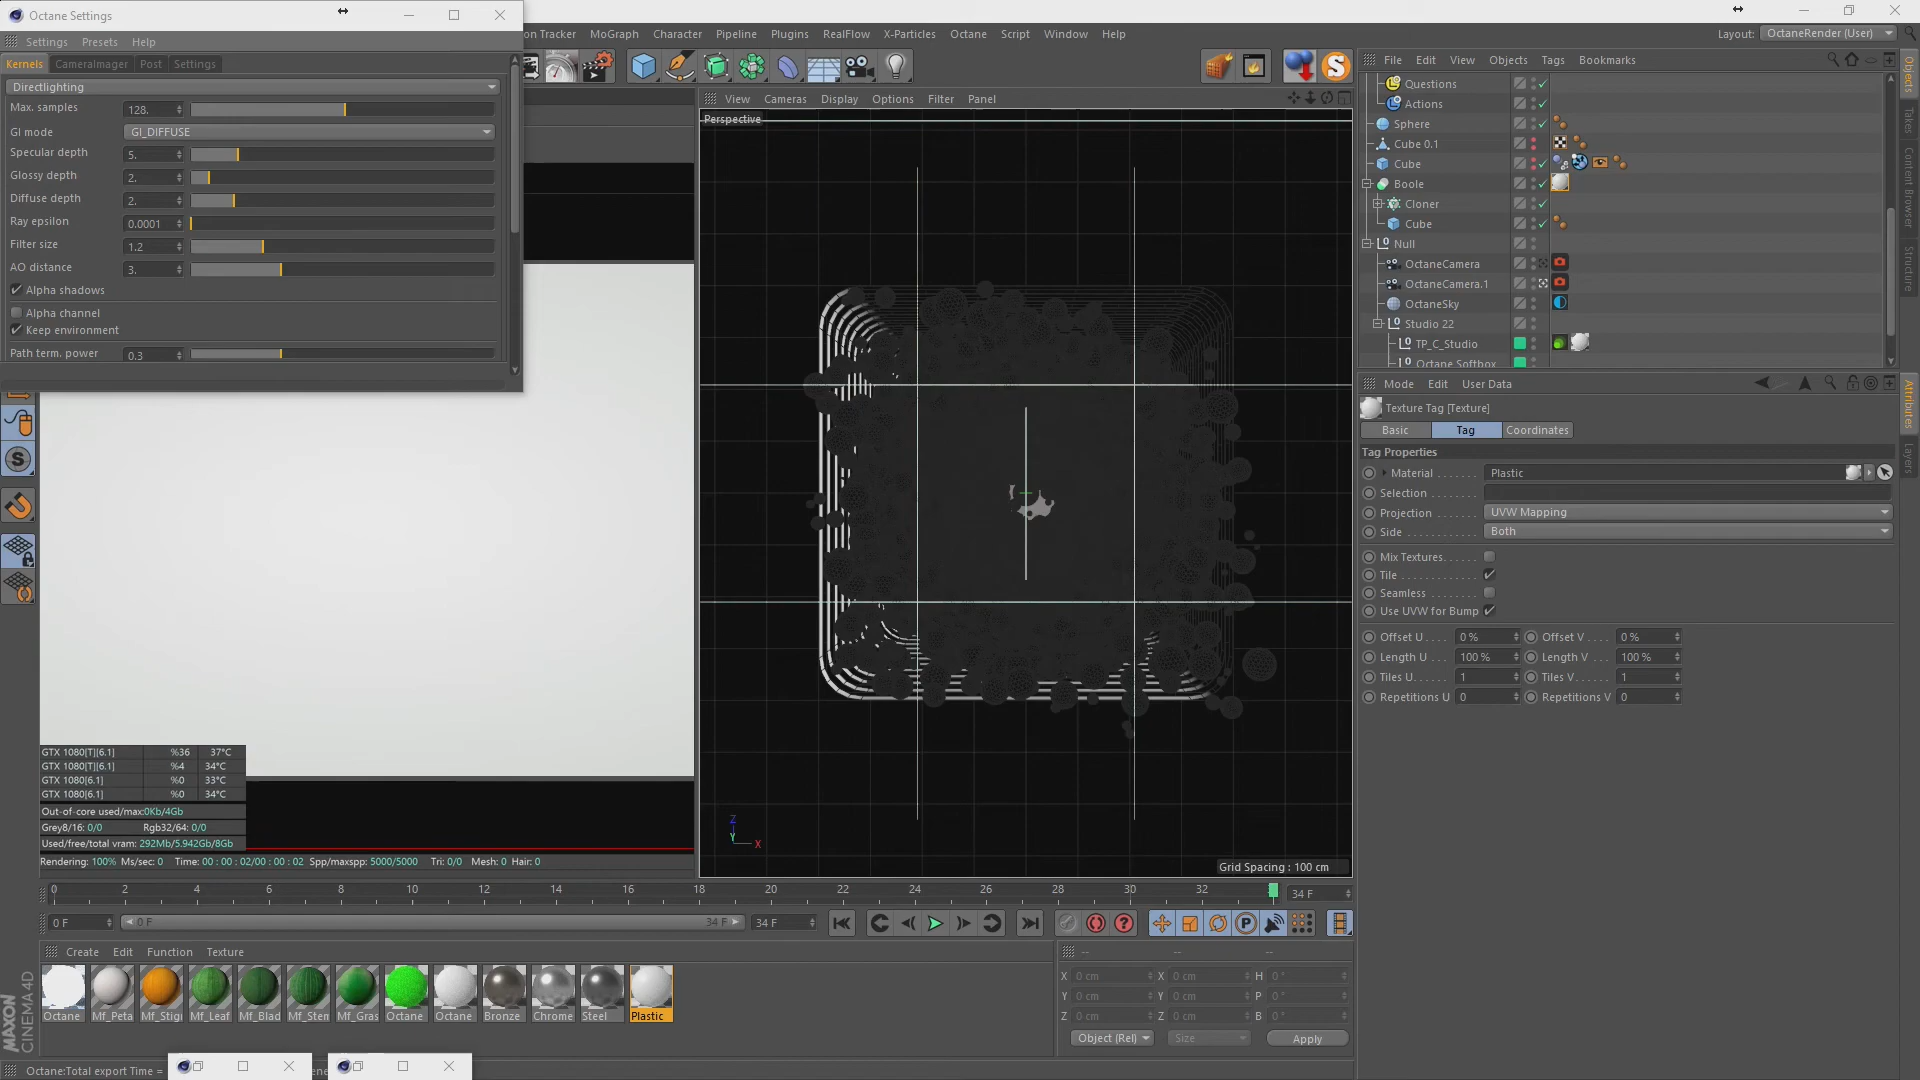 Octane Settings
Settings Presets Help
Kernels CameraImager Post Settings
Directlighting
Max. samples 128.
GI mode GI_DIFFUSE
Specular depth 5.
Glossy depth 2.
Diffuse depth 2.
Ray epsilon 0.0001
Filter size 1.2
AO distance 3.
Alpha shadows
Alpha channel
Keep environment
Path term. power 0.3
on Tracker MoGraph Character Pipeline Plugins RealFlow X-Particles Octane Script Window Help
Layout: OctaneRender (User)
View Cameras Display Options Filter Panel
Perspective
Z
Y
X
Grid Spacing : 100 cm
GTX 1080[T][6.1] %36 37°C
GTX 1080[T][6.1] %4 34°C
GTX 1080[6.1] %0 33°C
GTX 1080[6.1] %0 34°C
Out-of-core used/max:0Kb/4Gb
Grey8/16: 0/0 Rgb32/64: 0/0
Used/free/total vram: 292Mb/5.942Gb/8Gb
Rendering: 100% Ms/sec: 0 Time: 00 : 00 : 02/00 : 00 : 02 Spp/maxspp: 5000/5000 Tri: 0/0 Mesh: 0 Hair: 0
File Edit View Objects Tags Bookmarks
Questions
Actions
Sphere
Cube 0.1
Cube
Boole
Cloner
Cube
Null
OctaneCamera
OctaneCamera.1
OctaneSky
Studio 22
TP_C_Studio
Octane Softbox
Objects
Takes
Content Browser
Structure
Attributes
Layers
Mode Edit User Data
Texture Tag [Texture]
Basic Tag Coordinates
Tag Properties
Material Plastic
Selection
Projection UVW Mapping
Side Both
Mix Textures
Tile
Seamless
Use UVW for Bump
Offset U 0 % Offset V 0 %
Length U 100 % Length V 100 %
Tiles U 1 Tiles V 1
Repetitions U 0 Repetitions V 0
0 2 4 6 8 10 12 14 16 18 20 22 24 26 28 30 32 34 F
0 F 0 F 34 F 34 F
Create Edit Function Texture
Octane Mf_Peta Mf_Stigi Mf_Leaf Mf_Blad Mf_Stem Mf_Gras Octane Octane Bronze Chrome Steel Plastic
-- -- --
X 0 cm X 0 cm H 0 °
Y 0 cm Y 0 cm P 0 °
Z 0 cm Z 0 cm B 0 °
Object (Rel) Size Apply
MAXON
CINEMA 4D
Octane:Total export Time =